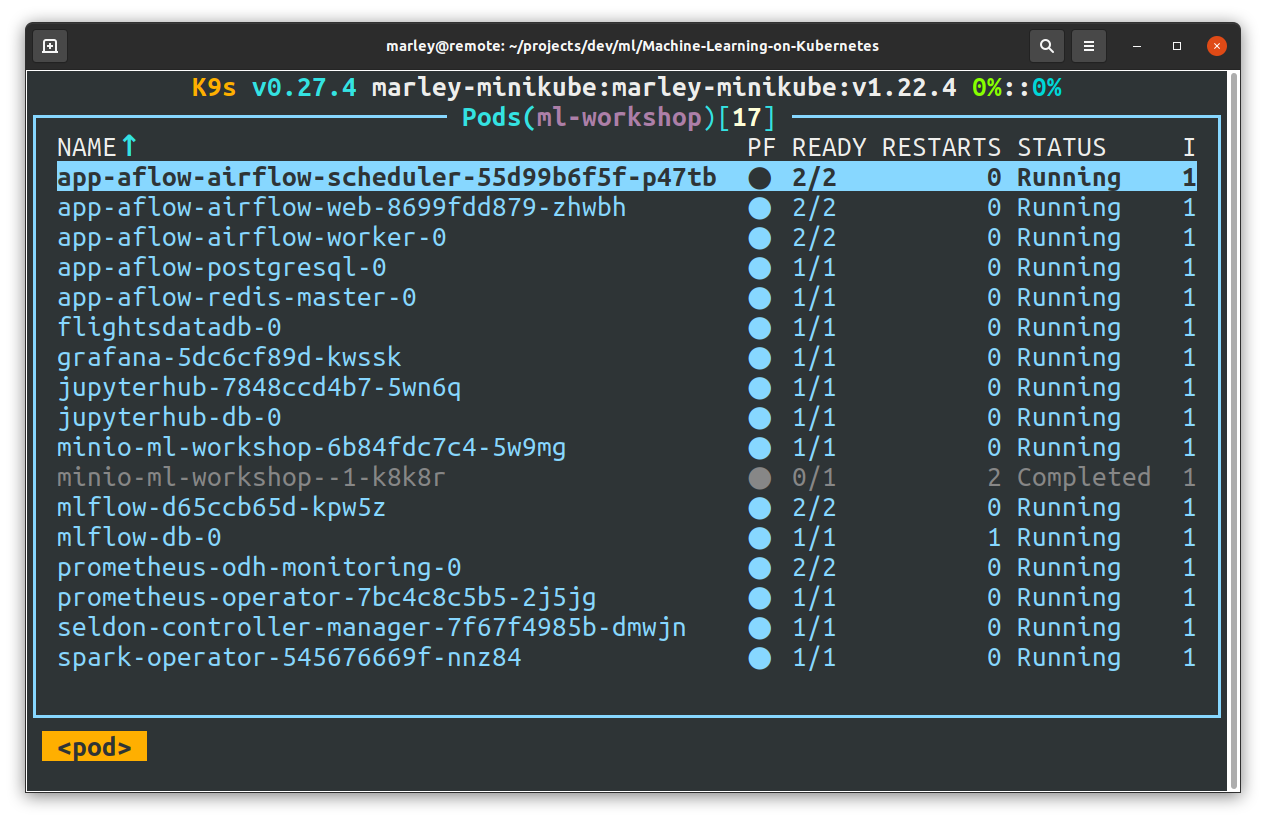 marley@remote: ~/projects/dev/ml/Machine-Learning-on-Kubernetes
K9s v0.27.4 marley-minikube:marley-minikube:v1.22.4 0%::0%
Pods(ml-workshop)[17]
NAME↑ PF READY RESTARTS STATUS I
app-aflow-airflow-scheduler-55d99b6f5f-p47tb ● 2/2 0 Running 1
app-aflow-airflow-web-8699fdd879-zhwbh ● 2/2 0 Running 1
app-aflow-airflow-worker-0 ● 2/2 0 Running 1
app-aflow-postgresql-0 ● 1/1 0 Running 1
app-aflow-redis-master-0 ● 1/1 0 Running 1
flightsdatadb-0 ● 1/1 0 Running 1
grafana-5dc6cf89d-kwssk ● 1/1 0 Running 1
jupyterhub-7848ccd4b7-5wn6q ● 1/1 0 Running 1
jupyterhub-db-0 ● 1/1 0 Running 1
minio-ml-workshop-6b84fdc7c4-5w9mg ● 1/1 0 Running 1
minio-ml-workshop--1-k8k8r ● 0/1 2 Completed 1
mlflow-d65ccb65d-kpw5z ● 2/2 0 Running 1
mlflow-db-0 ● 1/1 1 Running 1
prometheus-odh-monitoring-0 ● 2/2 0 Running 1
prometheus-operator-7bc4c8c5b5-2j5jg ● 1/1 0 Running 1
seldon-controller-manager-7f67f4985b-dmwjn ● 1/1 0 Running 1
spark-operator-545676669f-nnz84 ● 1/1 0 Running 1
<pod>